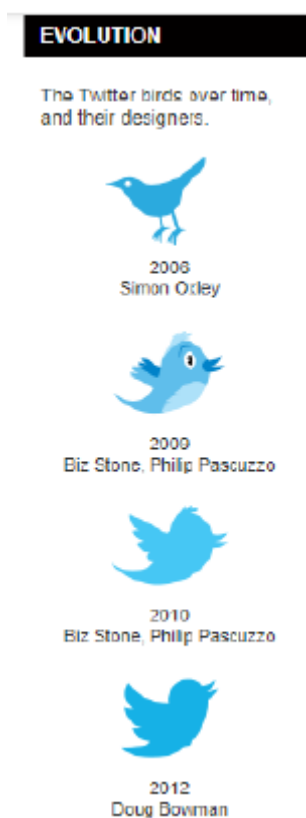 EVOLUTION
The Twitter birds over time,
and their designers.
2006
Simon Oxley
2009
Biz Stone, Philip Pascuzzo
2010
Biz Stone, Philip Pascuzzo
2012
Doug Bowman